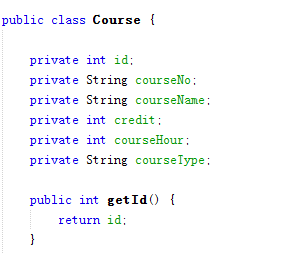 public class Course {
private int id;
private String courseNo;
private String courseName;
private int credit;
private int courseHour;
private String courseType;
public int getId() {
return id;
}